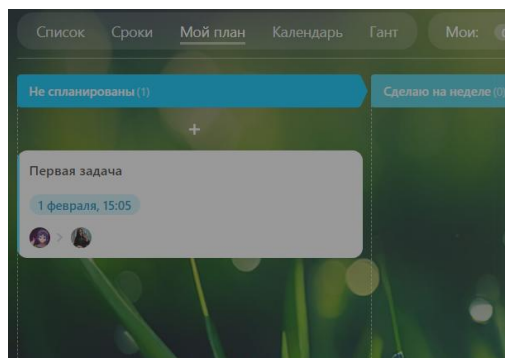 Список Сроки Мой план Календарь Гант Мои:
Не спланированы (1) Сделаю на неделе (0)
+
Первая задача
1 февраля, 15:05